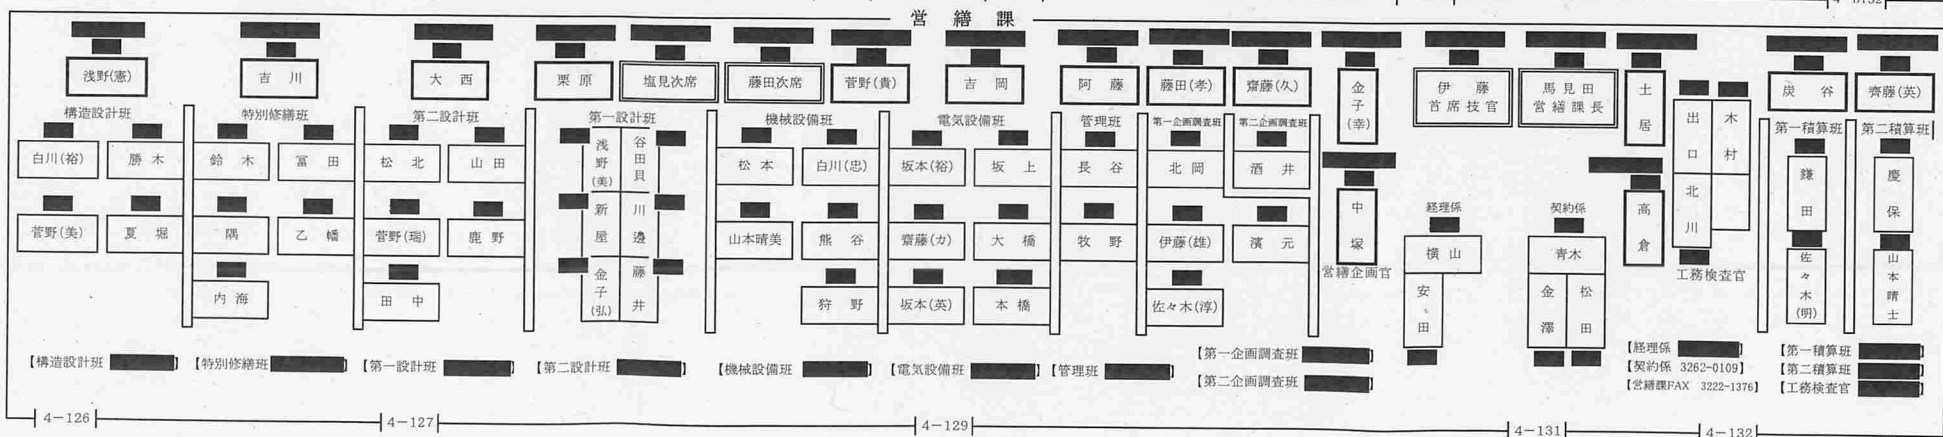 営繕課
浅野(憲)
吉川
大西
栗原
塩見次席
藤田次席
菅野(貴)
吉岡
阿藤
藤田(孝)
齋藤(久)
金子(幸)
伊藤
首席技官
馬見田
営繕課長
土居
炭谷
齊藤(英)
構造設計班
特別修繕班
第二設計班
第一設計班
機械設備班
電気設備班
管理班
第一企画調査班
第二企画調査班
第一積算班
第二積算班
白川(裕)
勝木
鈴木
冨田
松北
山田
浅野(美)
谷田貝
松本
白川(忠)
坂本(裕)
坂上
長谷
北岡
酒井
出口
木村
鎌田
慶保
菅野(美)
夏堀
隅
乙幡
菅野(瑞)
鹿野
新屋
川邊
山本晴美
熊谷
齋藤(カ)
大橋
牧野
伊藤(雄)
濱元
中塚
営繕企画官
経理係
横山
契約係
青木
高倉
北川
工務検査官
内海
田中
金子(弘)
藤井
狩野
坂本(英)
本橋
佐々木(淳)
安田
金澤
松田
佐々木(明)
山本晴士
【構造設計班 】
【特別修繕班 】
【第一設計班 】
【第二設計班 】
【機械設備班 】
【電気設備班 】
【管理班 】
【第一企画調査班 】
【第二企画調査班 】
【経理係 】
【契約係 3262-0109】
【営繕課FAX 3222-1376】
【第一積算班 】
【第二積算班 】
【工務検査官 】
4-126
4-127
4-129
4-131
4-132